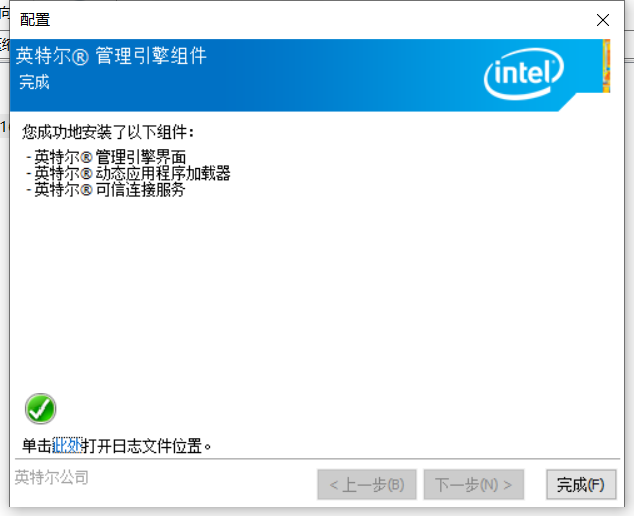 配置
英特尔® 管理引擎组件
完成
intel
您成功地安装了以下组件：
- 英特尔® 管理引擎界面
- 英特尔® 动态应用程序加载器
- 英特尔® 可信连接服务
单击此处打开日志文件位置。
英特尔公司
< 上一步(B)
下一步(N) >
完成(F)